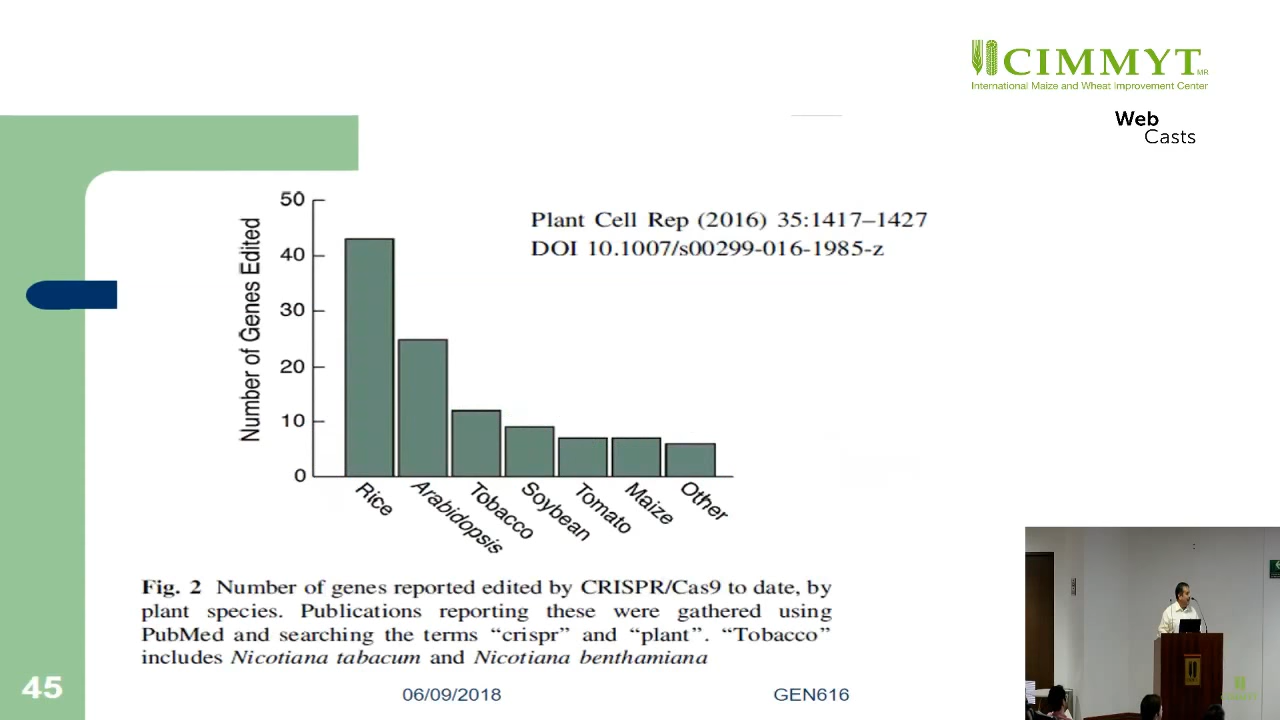 CIMMYT MR
International Maize and Wheat Improvement Center
Web
Casts
Plant Cell Rep (2016) 35:1417–1427
DOI 10.1007/s00299-016-1985-z
Number of Genes Edited
50
40
30
20
10
0
Rice
Arabidopsis
Tobacco
Soybean
Tomato
Maize
Other
Fig. 2 Number of genes reported edited by CRISPR/Cas9 to date, by
plant species. Publications reporting these were gathered using
PubMed and searching the terms “crispr” and “plant”. “Tobacco”
includes Nicotiana tabacum and Nicotiana benthamiana
45
06/09/2018
GEN616